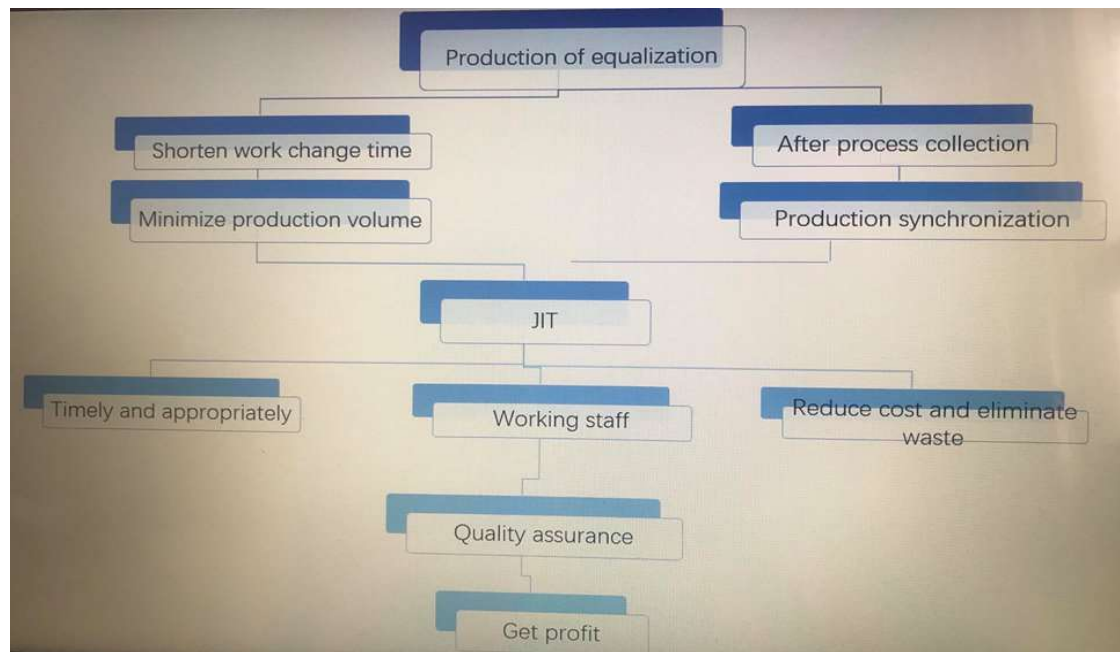 Production of equalization
Shorten work change time
After process collection
Minimize production volume
Production synchronization
JIT
Timely and appropriately
Working staff
Reduce cost and eliminate
waste
Quality assurance
Get profit